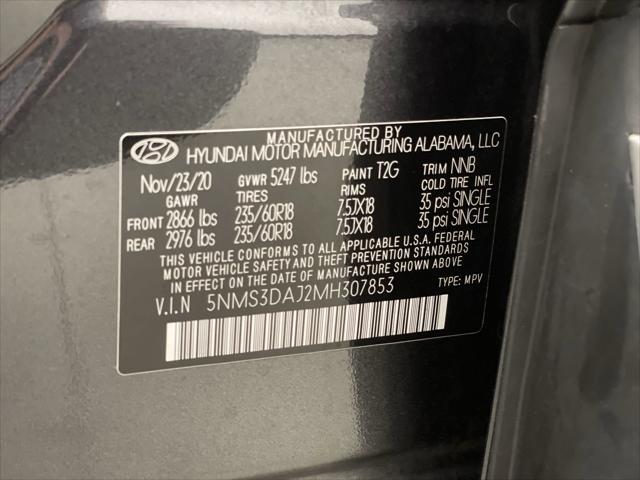 MANUFACTURED BY
HYUNDAI MOTOR MANUFACTURING ALABAMA, LLC
Nov/23/20 GVWR 5247 lbs PAINT T2G TRIM NNB
GAWR TIRES RIMS COLD TIRE INFL
FRONT 2866 lbs 235/60R18 7.5JX18 35 psi SINGLE
REAR 2976 lbs 235/60R18 7.5JX18 35 psi SINGLE
THIS VEHICLE CONFORMS TO ALL APPLICABLE U.S.A. FEDERAL
MOTOR VEHICLE SAFETY AND THEFT PREVENTION STANDARDS
IN EFFECT ON THE DATE OF MANUFACTURE SHOWN ABOVE.
V.I.N 5NMS3DAJ2MH307853 TYPE: MPV